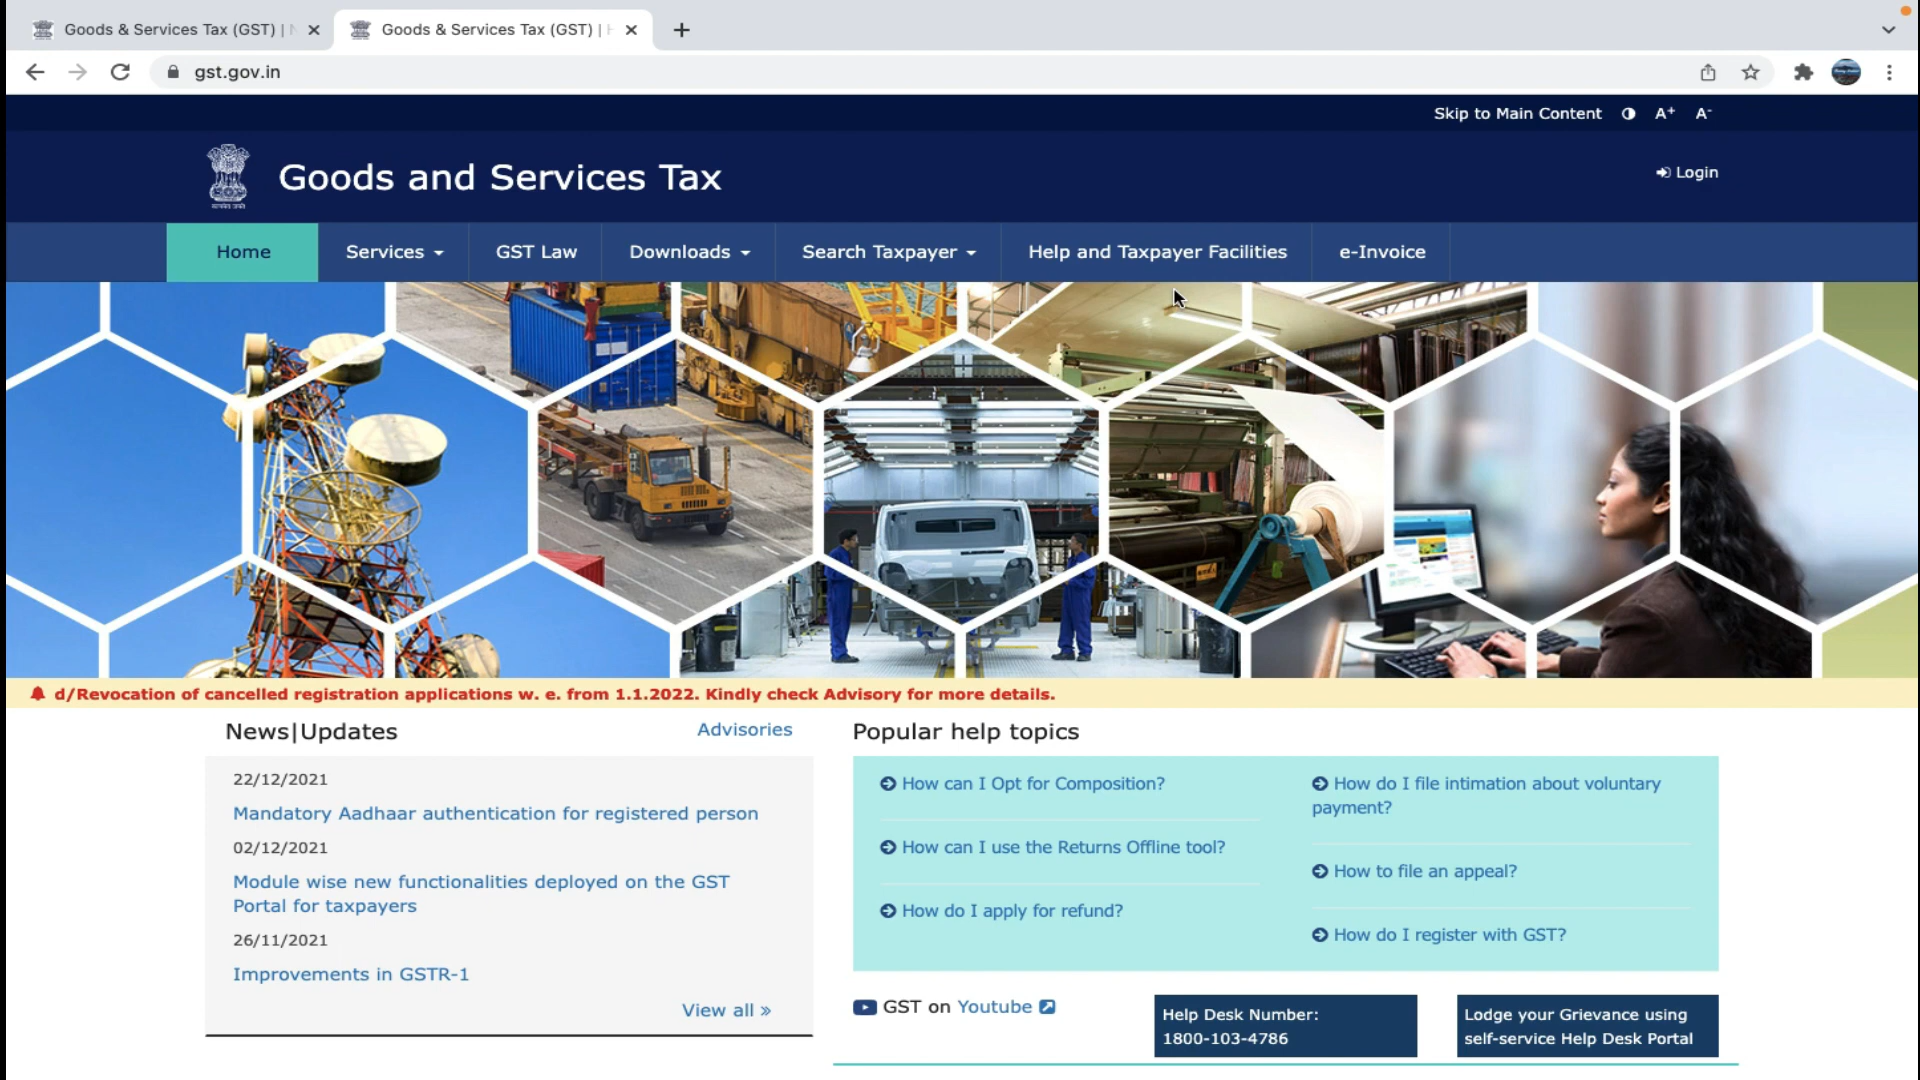 Goods & Services Tax (GST) |
Goods & Services Tax (GST) |
gst.gov.in
Skip to Main Content A+ A-
Goods and Services Tax
Login
Home Services GST Law Downloads Search Taxpayer Help and Taxpayer Facilities e-Invoice
d/Revocation of cancelled registration applications w. e. from 1.1.2022. Kindly check Advisory for more details.
News|Updates
Advisories
22/12/2021
Mandatory Aadhaar authentication for registered person
02/12/2021
Module wise new functionalities deployed on the GST
Portal for taxpayers
26/11/2021
Improvements in GSTR-1
View all »
Popular help topics
How can I Opt for Composition?
How can I use the Returns Offline tool?
How do I apply for refund?
How do I file intimation about voluntary
payment?
How to file an appeal?
How do I register with GST?
GST on Youtube
Help Desk Number:
1800-103-4786
Lodge your Grievance using
self-service Help Desk Portal